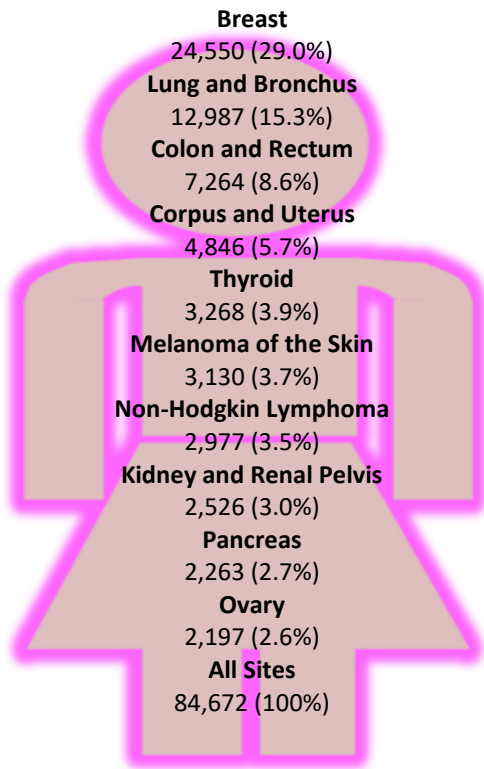 Breast
24,550 (29.0%)
Lung and Bronchus
12,987 (15.3%)
Colon and Rectum
7,264 (8.6%)
Corpus and Uterus
4,846 (5.7%)
Thyroid
3,268 (3.9%)
Melanoma of the Skin
3,130 (3.7%)
Non-Hodgkin Lymphoma
2,977 (3.5%)
Kidney and Renal Pelvis
2,526 (3.0%)
Pancreas
2,263 (2.7%)
Ovary
2,197 (2.6%)
All Sites
84,672 (100%)